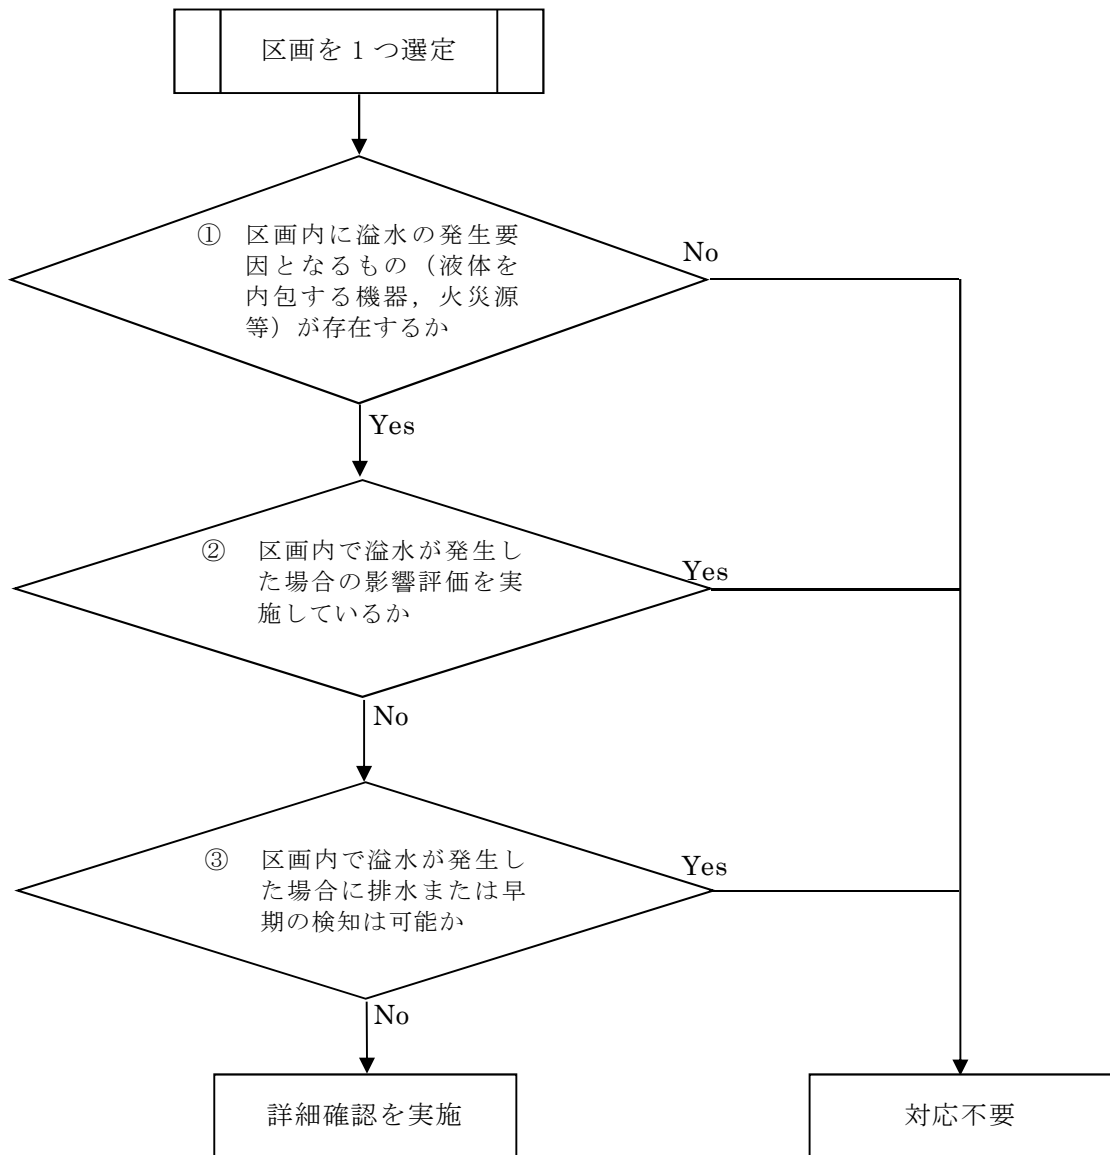 区画を１つ選定
① 区画内に溢水の発生要
因となるもの（液体を
内包する機器，火災源
等）が存在するか
No
Yes
② 区画内で溢水が発生し
た場合の影響評価を実
施しているか
Yes
No
③ 区画内で溢水が発生し
た場合に排水または早
期の検知は可能か
Yes
No
詳細確認を実施
対応不要